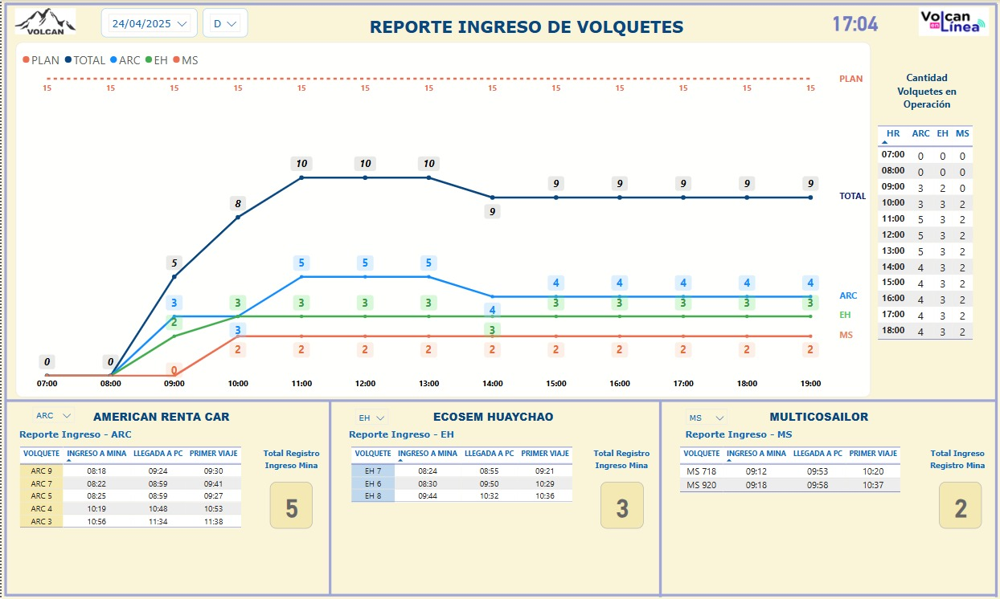 VOLCAN
24/04/2025
D
REPORTE INGRESO DE VOLQUETES
17:04
Volcan
en Línea
PLAN TOTAL ARC EH MS
15 15 15 15 15 15 15 15 15 15 15 15 15
PLAN
0 0 5 8 10 10 10 9 9 9 9 9 9
TOTAL
3 3 5 5 5 4 4 4 4 4 4
ARC
2 3 3 3 3 3 3 3 3 3 3
EH
0 2 2 2 2 2 2 2 2 2 2
MS
07:00 08:00 09:00 10:00 11:00 12:00 13:00 14:00 15:00 16:00 17:00 18:00 19:00
Cantidad
Volquetes en
Operación
HR ARC EH MS
07:00 0 0 0
08:00 0 0 0
09:00 3 2 0
10:00 3 3 2
11:00 5 3 2
12:00 5 3 2
13:00 5 3 2
14:00 4 3 2
15:00 4 3 2
16:00 4 3 2
17:00 4 3 2
18:00 4 3 2
ARC
AMERICAN RENTA CAR
Reporte Ingreso - ARC
VOLQUETE INGRESO A MINA LLEGADA A PC PRIMER VIAJE
ARC 9 08:18 09:24 09:30
ARC 7 08:22 08:59 09:41
ARC 5 08:25 08:59 09:27
ARC 4 10:19 10:48 10:53
ARC 3 10:56 11:34 11:38
Total Registro
Ingreso Mina
5
EH
ECOSEM HUAYCHAO
Reporte Ingreso - EH
VOLQUETE INGRESO A MINA LLEGADA A PC PRIMER VIAJE
EH 7 08:24 08:55 09:21
EH 6 08:30 09:50 10:29
EH 8 09:44 10:32 10:36
Total Registro
Ingreso Mina
3
MS
MULTICOSAILOR
Reporte Ingreso - MS
VOLQUETE INGRESO A MINA LLEGADA A PC PRIMER VIAJE
MS 718 09:12 09:53 10:20
MS 920 09:18 09:58 10:37
Total Ingreso
Registro Mina
2